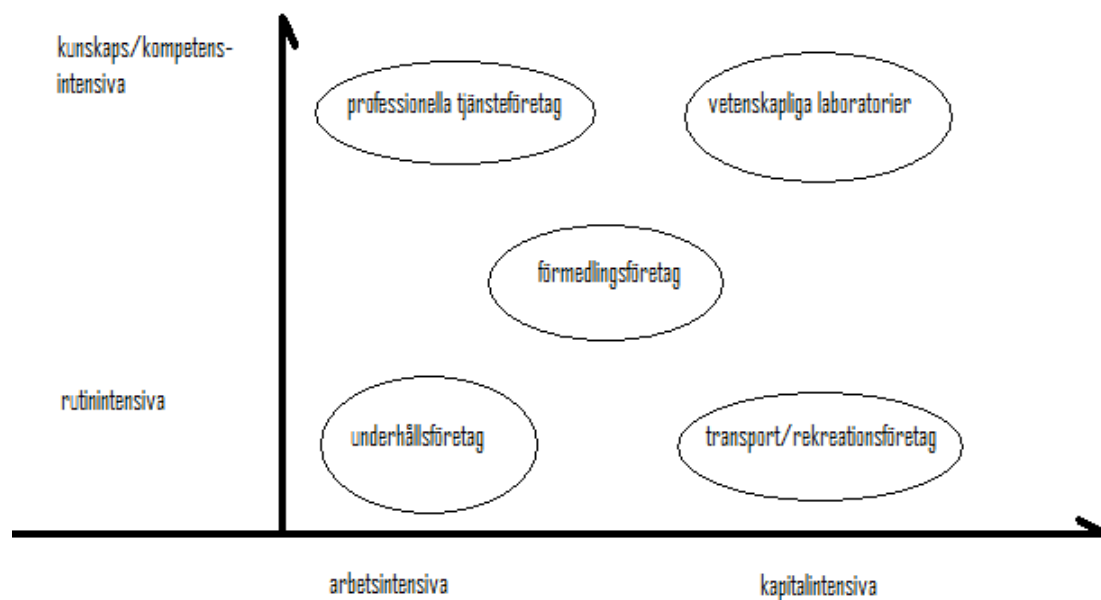 kunskaps/kompetens-
intensiva
professionella tjänsteföretag
vetenskapliga laboratorier
förmedlingsföretag
rutinintensiva
underhållsföretag
transport/rekreationsföretag
arbetsintensiva
kapitalintensiva